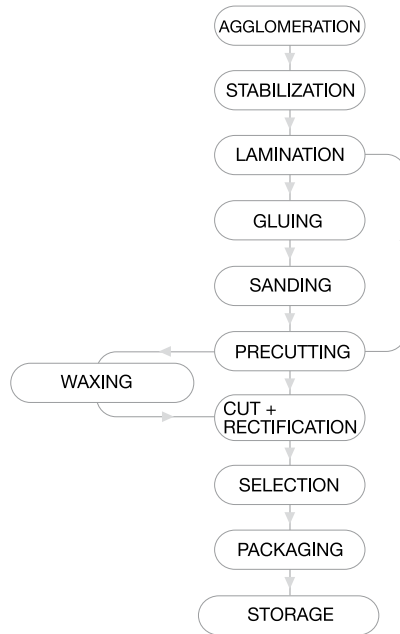 AGGLOMERATION
STABILIZATION
LAMINATION
GLUING
SANDING
PRECUTTING
WAXING
CUT +
RECTIFICATION
SELECTION
PACKAGING
STORAGE